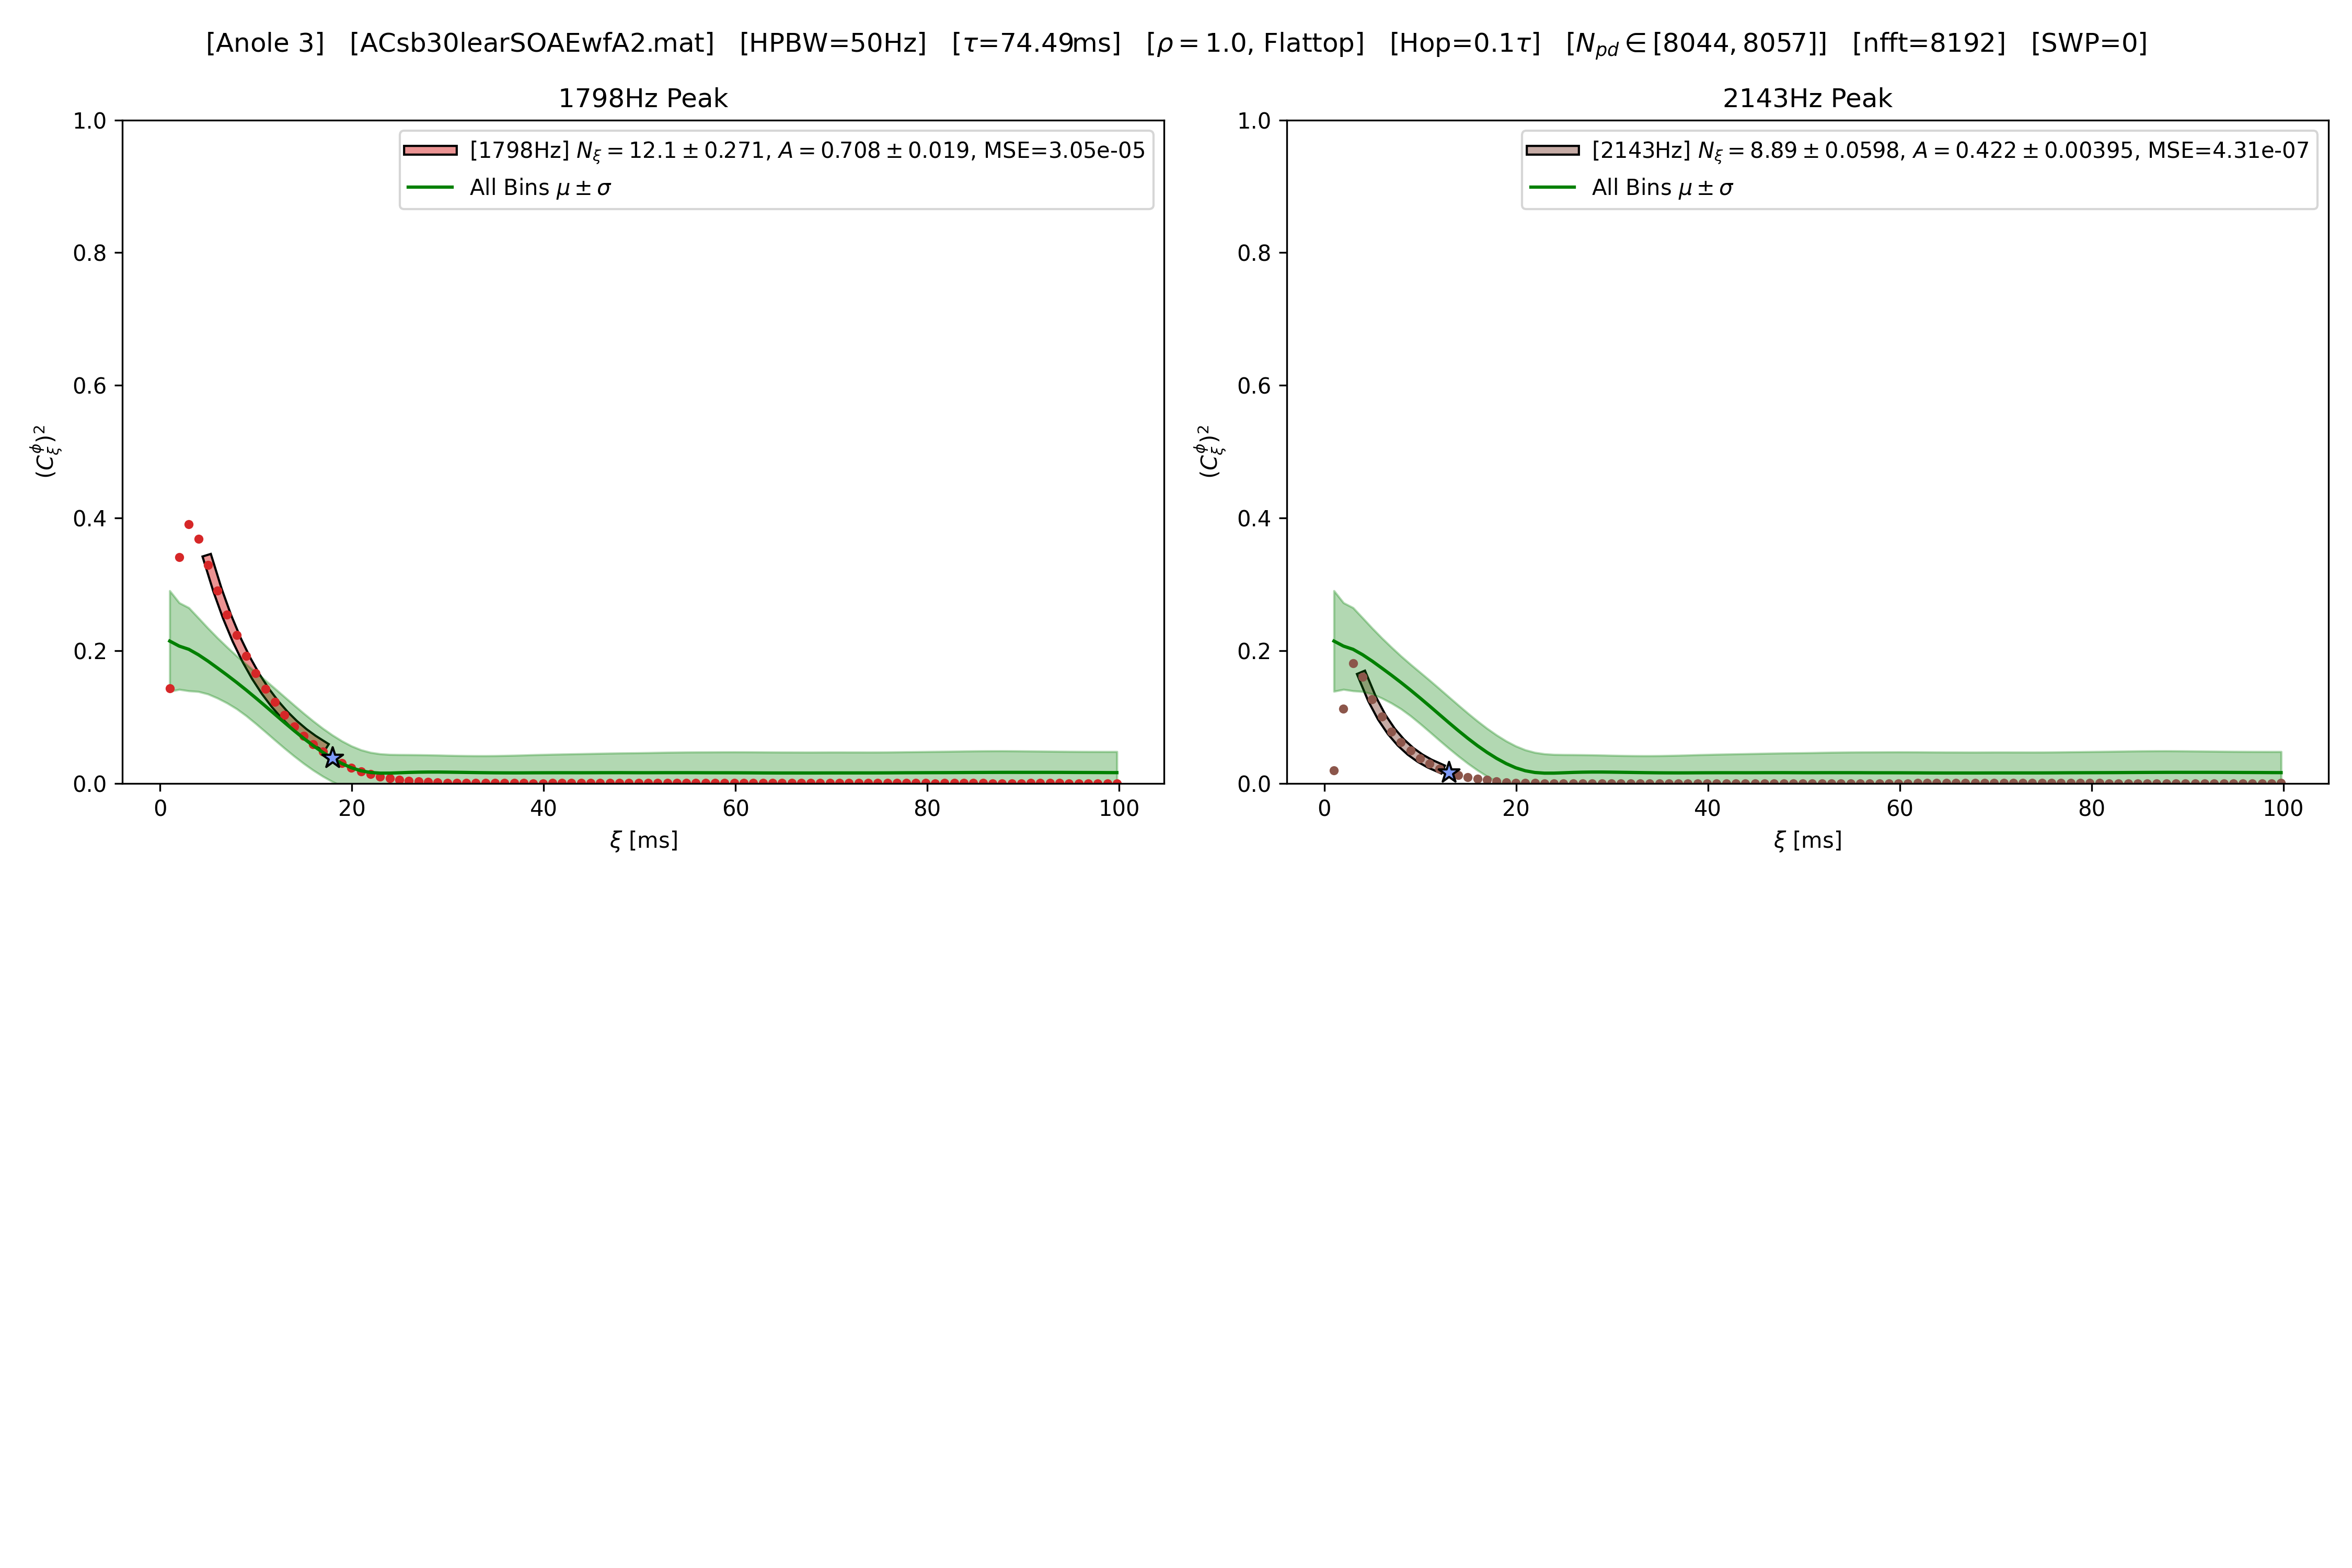 [Anole 3] [ACsb30learSOAEwfA2.mat] [HPBW=50Hz] [τ=74.49ms] [ρ = 1.0, Flattop] [Hop=0.1τ] [N_pd ∈ [8044, 8057]] [nfft=8192] [SWP=0]
1798Hz Peak
1.0
0.8
0.6
0.4
0.2
0.0
(C_ξ^ϕ)²
[1798Hz] N_ξ = 12.1 ± 0.271, A = 0.708 ± 0.019, MSE=3.05e-05
All Bins μ ± σ
0 20 40 60 80 100
ξ [ms]
2143Hz Peak
1.0
0.8
0.6
0.4
0.2
0.0
(C_ξ^ϕ)²
[2143Hz] N_ξ = 8.89 ± 0.0598, A = 0.422 ± 0.00395, MSE=4.31e-07
All Bins μ ± σ
0 20 40 60 80 100
ξ [ms]